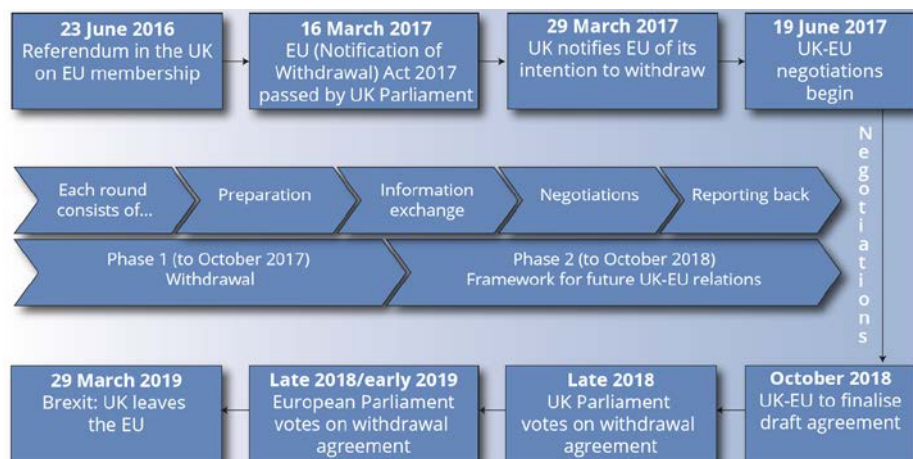 23 June 2016
Referendum in the UK
on EU membership
16 March 2017
EU (Notification of
Withdrawal) Act 2017
passed by UK Parliament
29 March 2017
UK notifies EU of its
intention to withdraw
19 June 2017
UK-EU
negotiations
begin
Negotiations
Each round
consists of...
Preparation
Information
exchange
Negotiations
Reporting back
Phase 1 (to October 2017)
Withdrawal
Phase 2 (to October 2018)
Framework for future UK-EU relations
29 March 2019
Brexit: UK leaves
the EU
Late 2018/early 2019
European Parliament
votes on withdrawal
agreement
Late 2018
UK Parliament
votes on withdrawal
agreement
October 2018
UK-EU to finalise
draft agreement